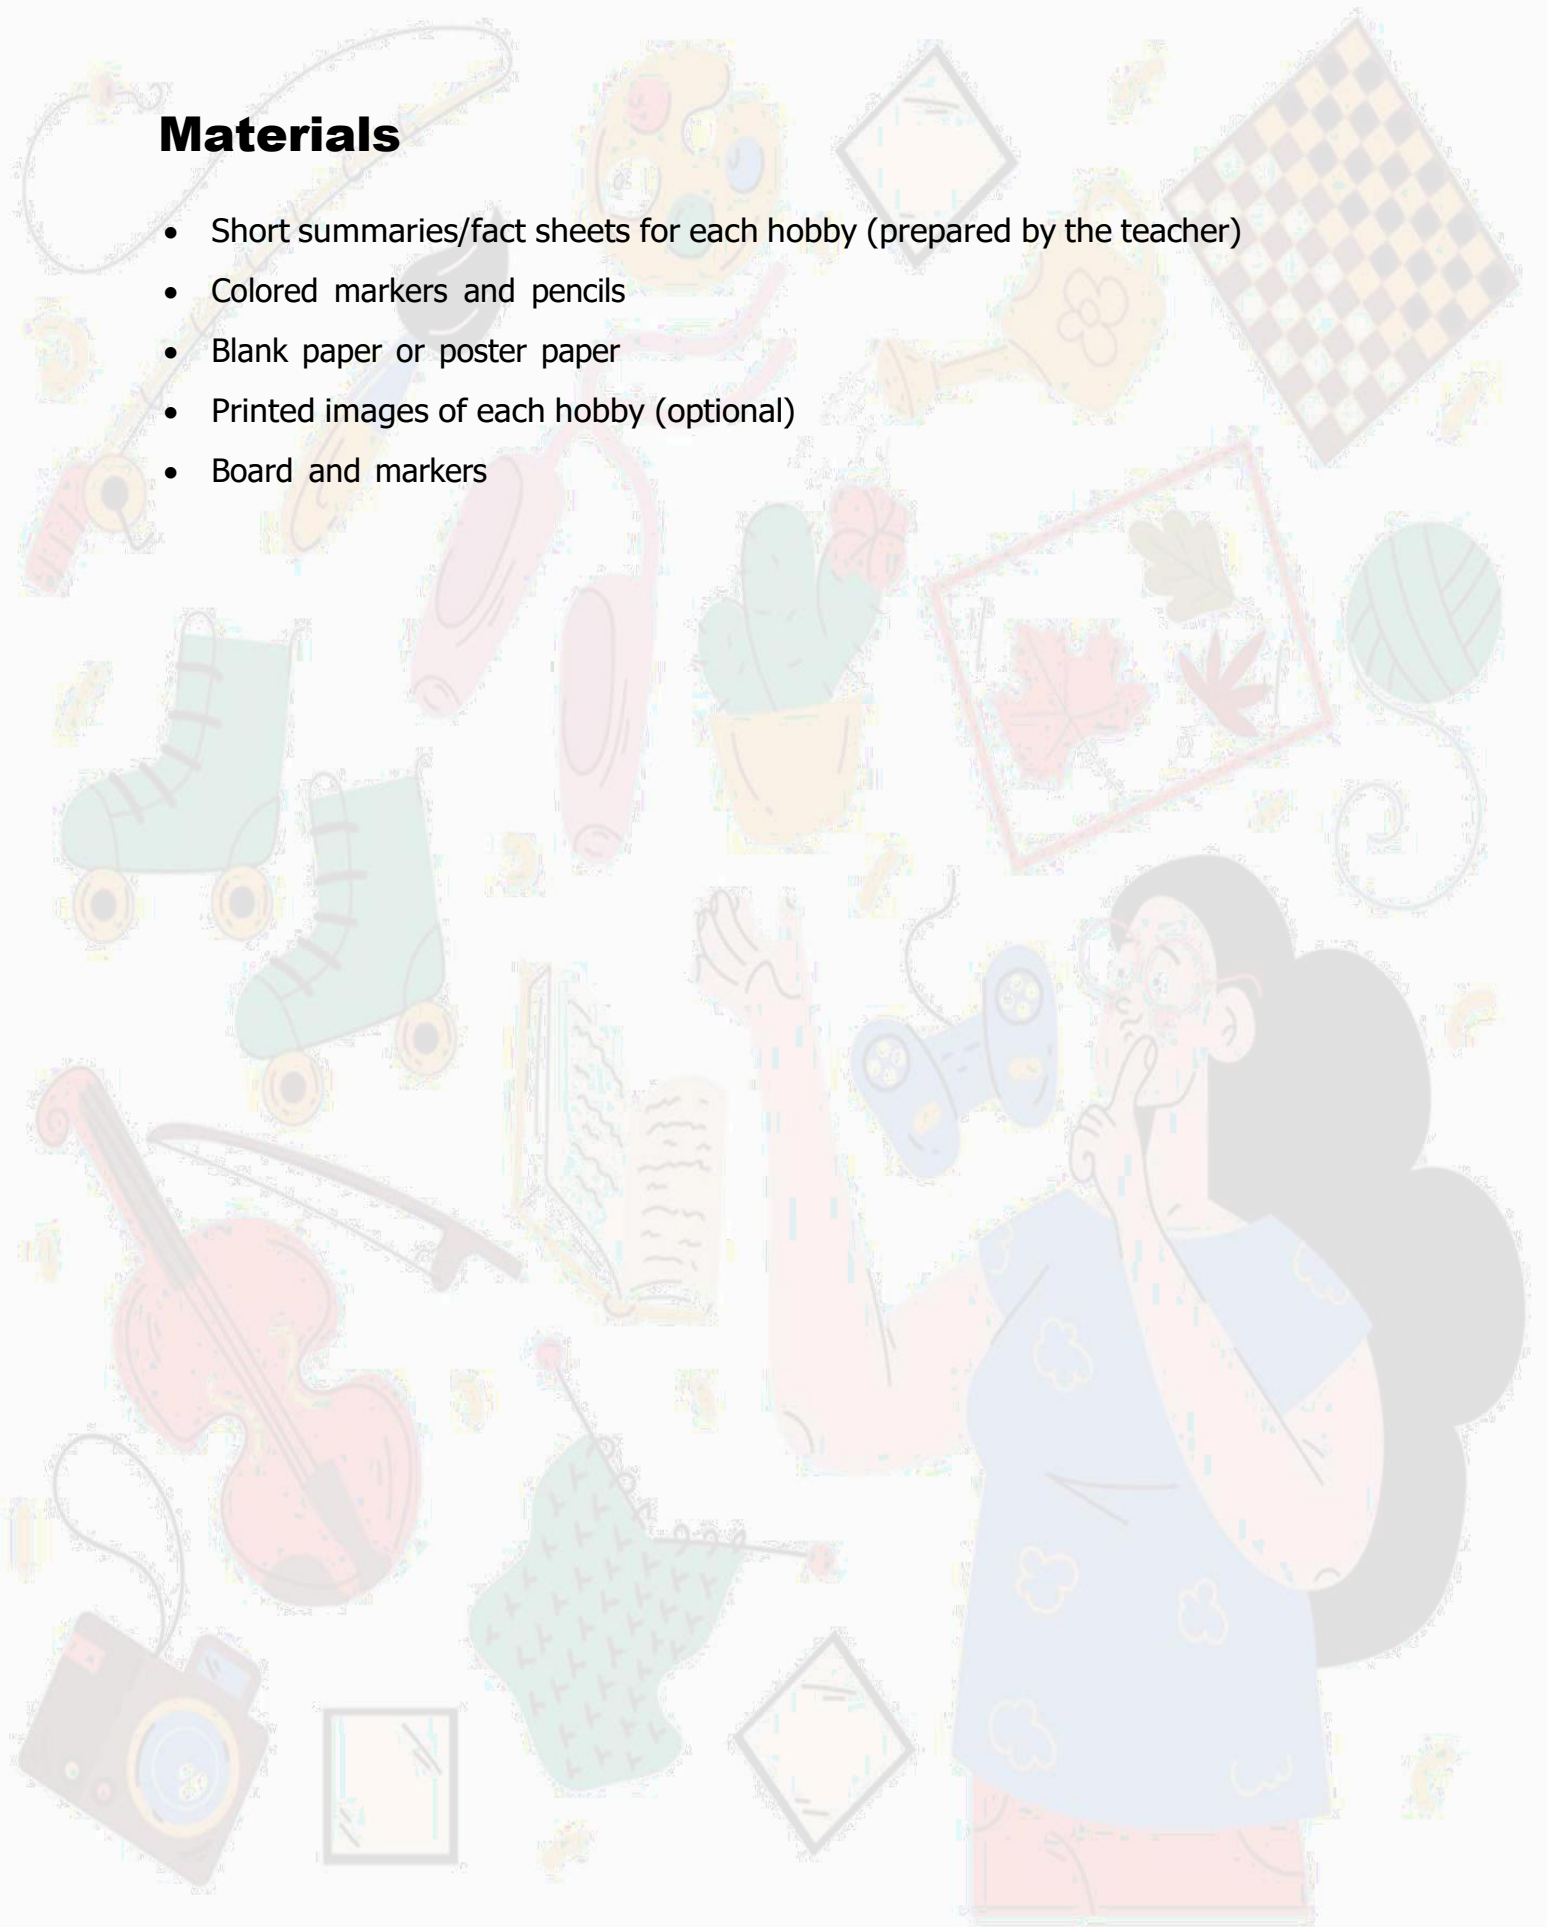 Materials
• Short summaries/fact sheets for each hobby (prepared by the teacher)
• Colored markers and pencils
• Blank paper or poster paper
• Printed images of each hobby (optional)
• Board and markers